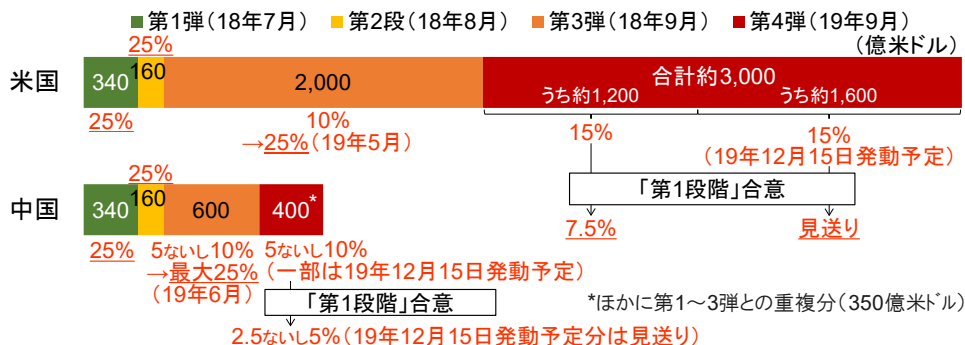 ■第1弾(18年7月) ■第2段(18年8月) ■第3弾(18年9月) ■第4弾(19年9月)
(億米ドル)
25%
米国
340
160
2,000
合計約3,000
うち約1,200
うち約1,600
25%
10%
→25%(19年5月)
15%
15%
(19年12月15日発動予定)
「第1段階」合意
7.5%
見送り
25%
中国
340
160
600
400*
25%
5ないし10%
→最大25%
(19年6月)
5ないし10%
(一部は19年12月15日発動予定)
「第1段階」合意
2.5ないし5%(19年12月15日発動予定分は見送り)
*ほかに第1~3弾との重複分(350億米ドル)